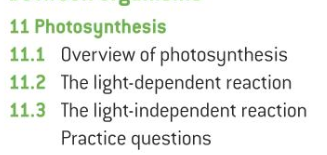 11 Photosynthesis
11.1 Overview of photosynthesis
11.2 The light-dependent reaction
11.3 The light-independent reaction
Practice questions